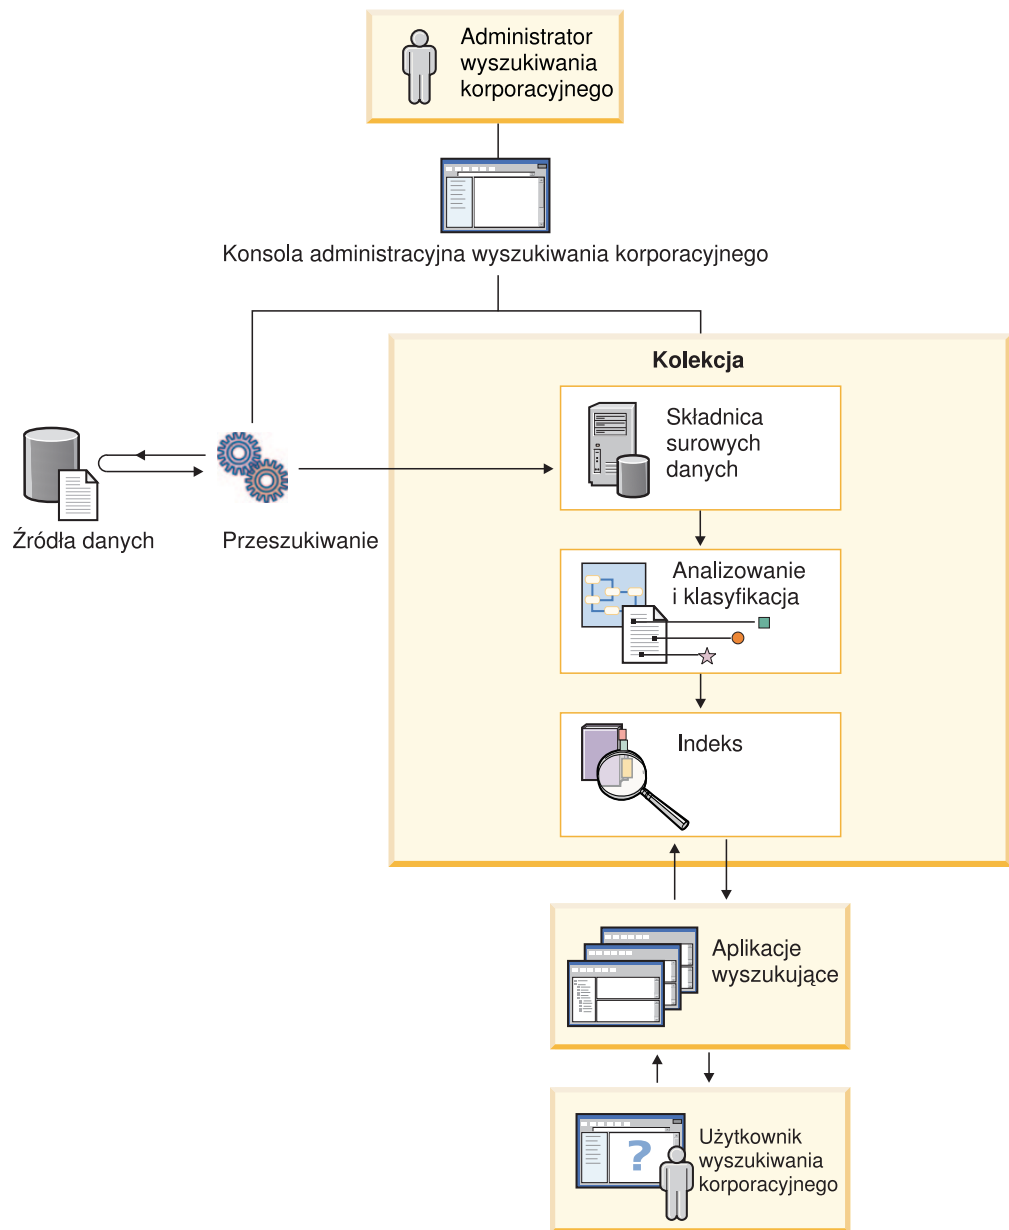 Administrator
wyszukiwania
korporacyjnego
Konsola administracyjna wyszukiwania korporacyjnego
Kolekcja
Składnica
surowych
danych
Źródła danych
Przeszukiwanie
Analizowanie
i klasyfikacja
Indeks
Aplikacje
wyszukujące
?
Użytkownik
wyszukiwania
korporacyjnego